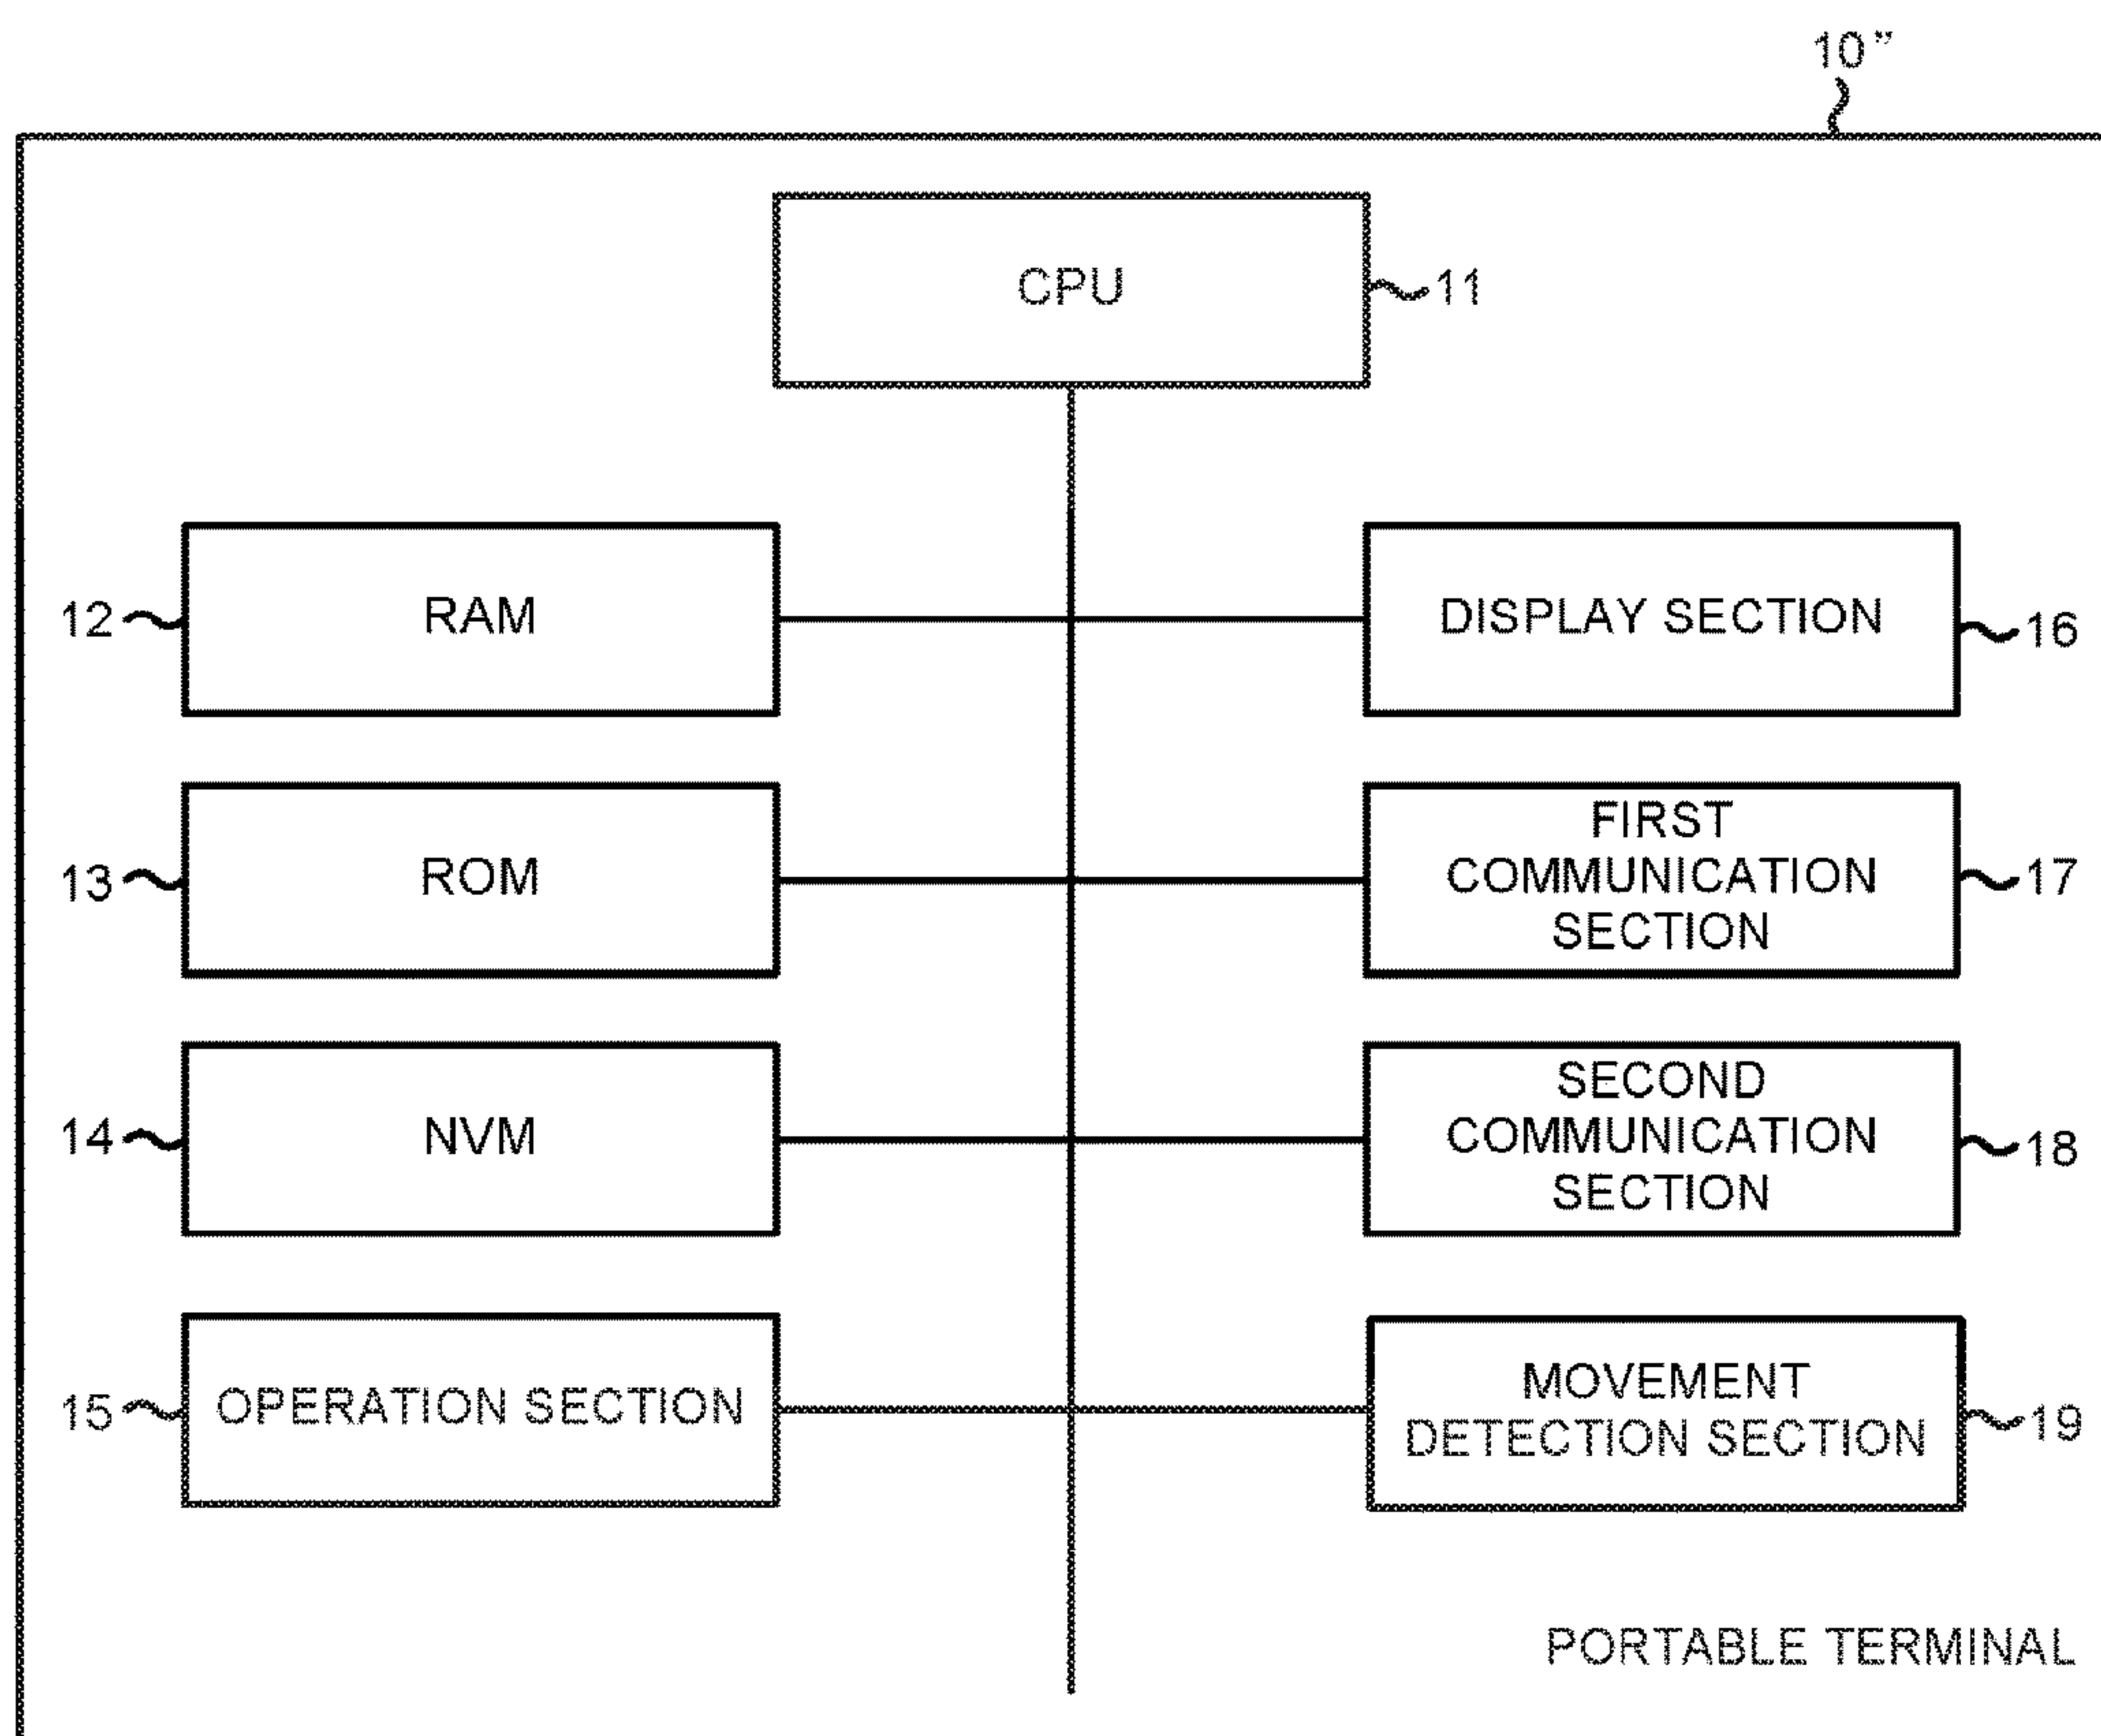 10”
CPU
11
12
RAM
DISPLAY SECTION
16
13
ROM
FIRST
COMMUNICATION
SECTION
17
14
NVM
SECOND
COMMUNICATION
SECTION
18
15
OPERATION SECTION
MOVEMENT
DETECTION SECTION
19
PORTABLE TERMINAL